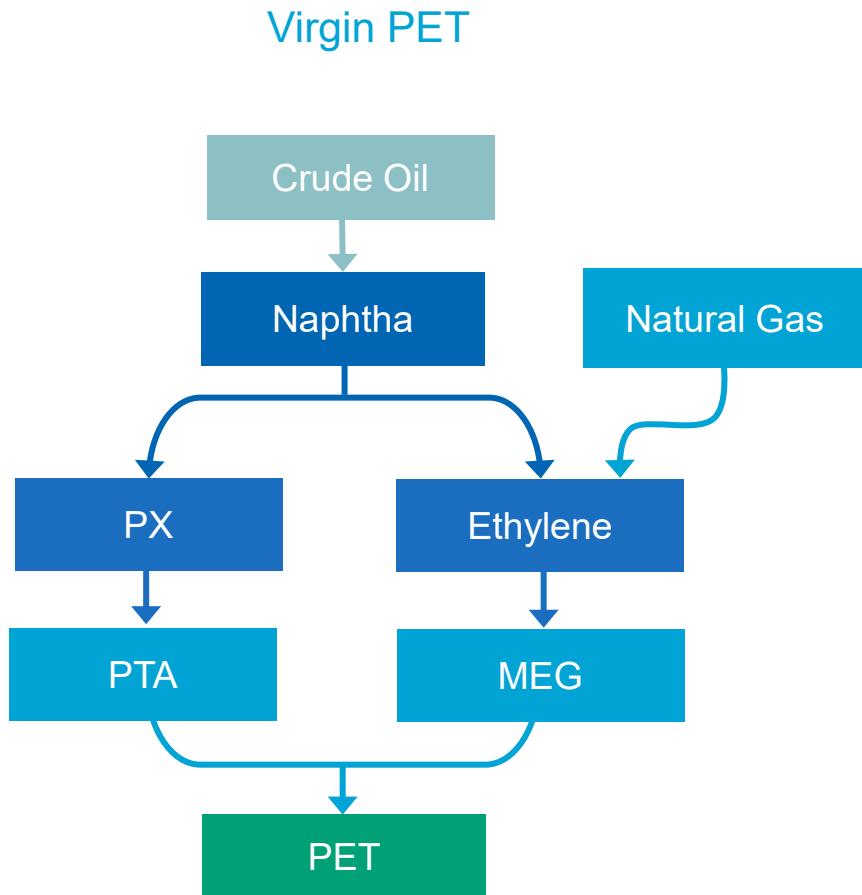 Virgin PET
Crude Oil
Naphtha
Natural Gas
PX
Ethylene
PTA
MEG
PET